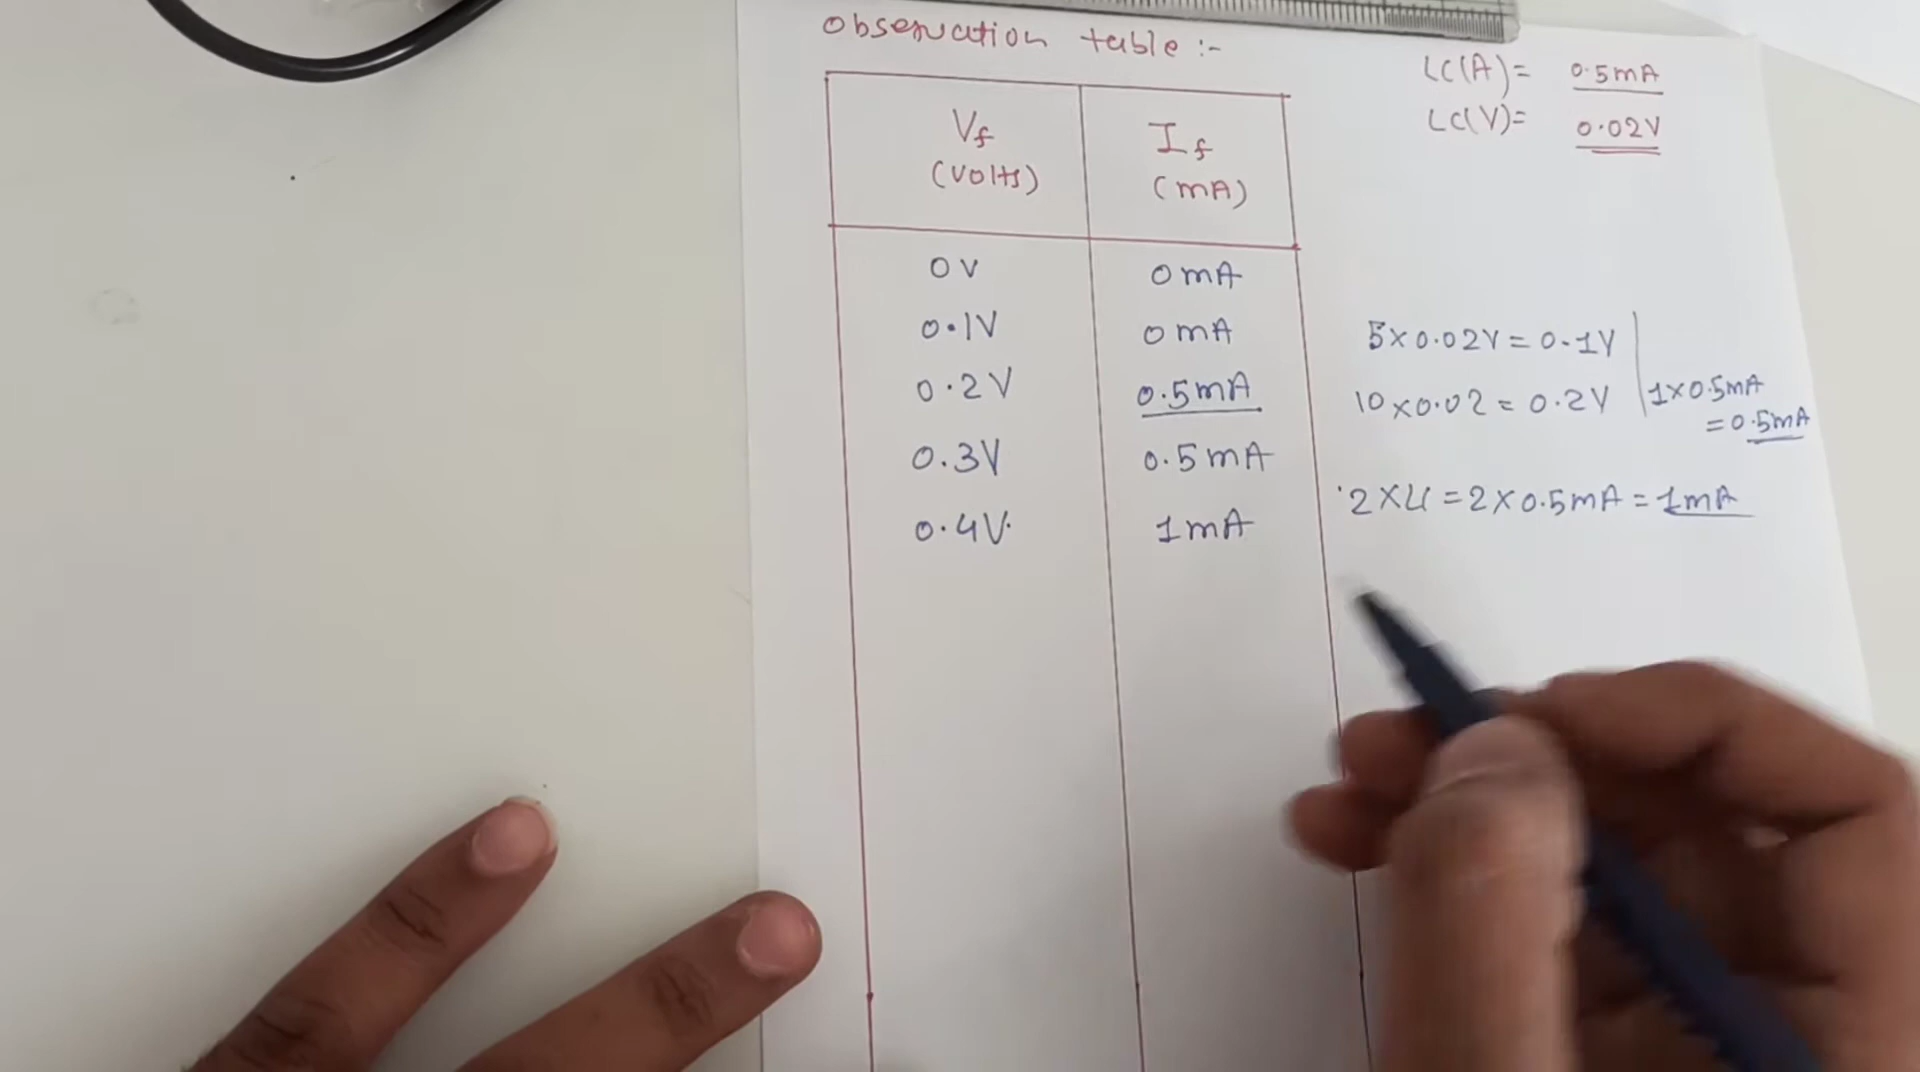 Observation table :-
LC(A)= 0.5mA
LC(V)= 0.02V
Vf If
(Volts) (mA)
0V 0mA
0.1V 0mA
0.2V 0.5mA
0.3V 0.5mA
0.4V. 1mA
5×0.02V=0.1V
10×0.02=0.2V
1×0.5mA
=0.5mA
2×LC=2×0.5mA=1mA